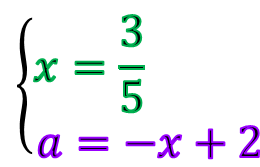 x = 3/5
a = −x + 2